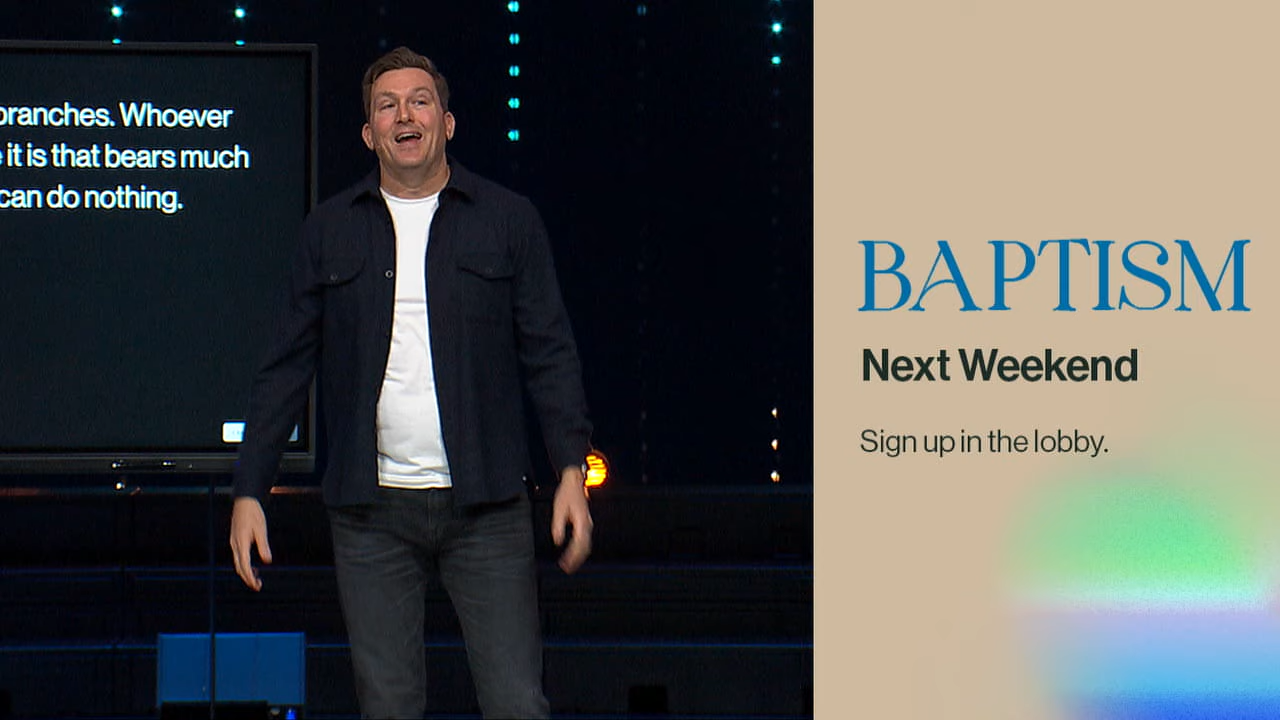 branches. Whoever
it is that bears much
can do nothing.
BAPTISM
Next Weekend
Sign up in the lobby.